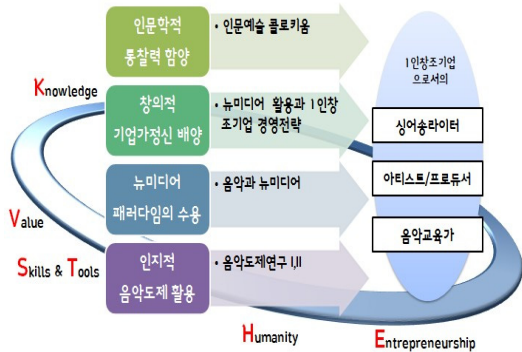 인문학적
통찰력 함양
• 인문예술 콜로키움
Knowledge
창의적
기업가정신 배양
• 뉴미디어 활용과 1인창
조기업 경영전략
뉴미디어
패러다임의 수용
• 음악과 뉴미디어
Value
Skills & Tools
인지적
음악도제 활용
• 음악도제연구 I,II
Humanity
Entrepreneurship
1인창조기업
으로서의
싱어송라이터
아티스트/프로듀서
음악교육가